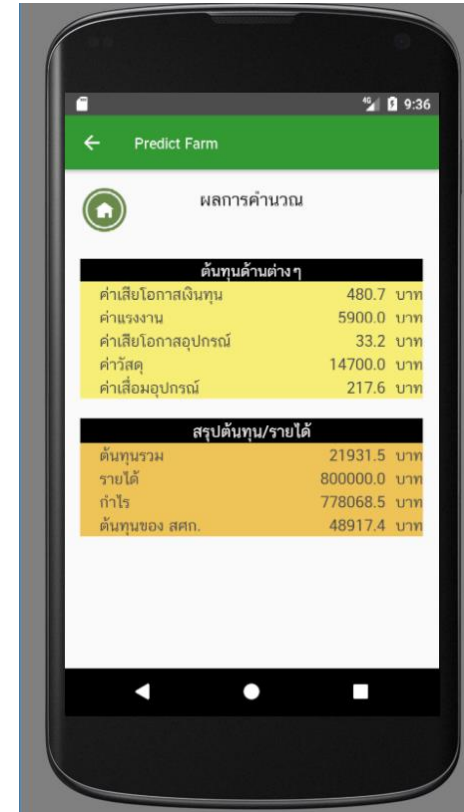 4G 9:36
Predict Farm
ผลการคำนวณ
ต้นทุนด้านต่างๆ
ค่าเสียโอกาสเงินทุน 480.7 บาท
ค่าแรงงาน 5900.0 บาท
ค่าเสียโอกาสอุปกรณ์ 33.2 บาท
ค่าวัสดุ 14700.0 บาท
ค่าเสื่อมอุปกรณ์ 217.6 บาท
สรุปต้นทุน/รายได้
ต้นทุนรวม 21931.5 บาท
รายได้ 800000.0 บาท
กำไร 778068.5 บาท
ต้นทุนของ สศก. 48917.4 บาท